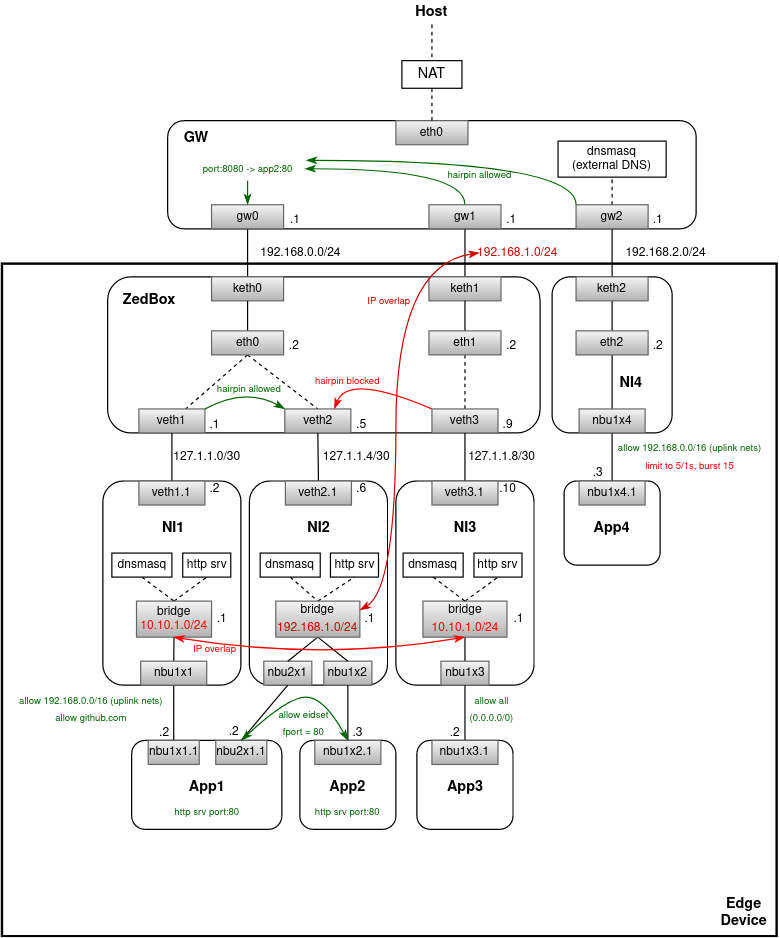 Host
NAT
eth0
GW
dnsmasq
(external DNS)
port:8080 -> app2:80
hairpin allowed
gw0
.1
gw1
.1
gw2
.1
192.168.0.0/24
192.168.1.0/24
192.168.2.0/24
ZedBox
keth0
keth1
keth2
IP overlap
eth0
.2
eth1
.2
eth2
.2
NI4
hairpin allowed
hairpin blocked
veth1
.1
veth2
.5
veth3
.9
nbu1x4
127.1.1.0/30
127.1.1.4/30
127.1.1.8/30
allow 192.168.0.0/16 (uplink nets)
limit to 5/1s, burst 15
.3
veth1.1
.2
veth2.1
.6
veth3.1
.10
nbu1x4.1
NI1
NI2
NI3
App4
dnsmasq
http srv
dnsmasq
http srv
dnsmasq
http srv
bridge
10.10.1.0/24
.1
bridge
192.168.1.0/24
.1
bridge
10.10.1.0/24
.1
IP overlap
nbu1x1
nbu2x1
nbu1x2
nbu1x3
allow 192.168.0.0/16 (uplink nets)
allow github.com
allow eidset
fport = 80
allow all
(0.0.0.0/0)
.2
.2
.3
.2
nbu1x1.1
nbu2x1.1
nbu1x2.1
nbu1x3.1
App1
App2
App3
http srv port:80
http srv port:80
Edge
Device